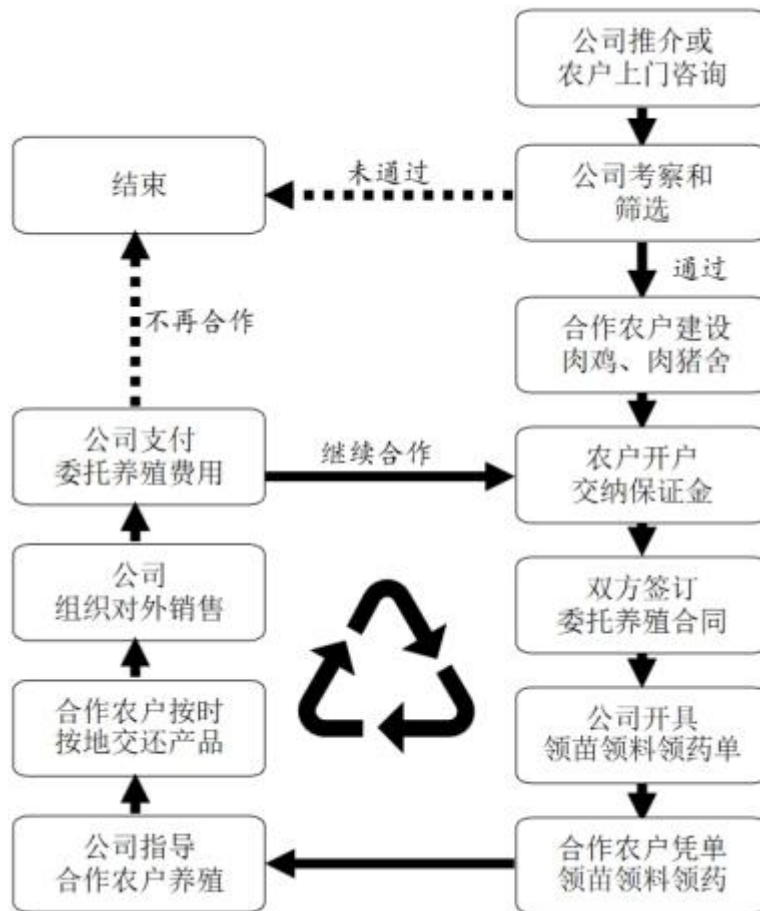 公司推介或
农户上门咨询
公司考察和
筛选
未通过
结束
通过
合作农户建设
肉鸡、肉猪舍
不再合作
公司支付
委托养殖费用
继续合作
农户开户
交纳保证金
双方签订
委托养殖合同
公司开具
领苗领料领药单
合作农户凭单
领苗领料领药
公司指导
合作农户养殖
合作农户按时
按地交还产品
公司
组织对外销售